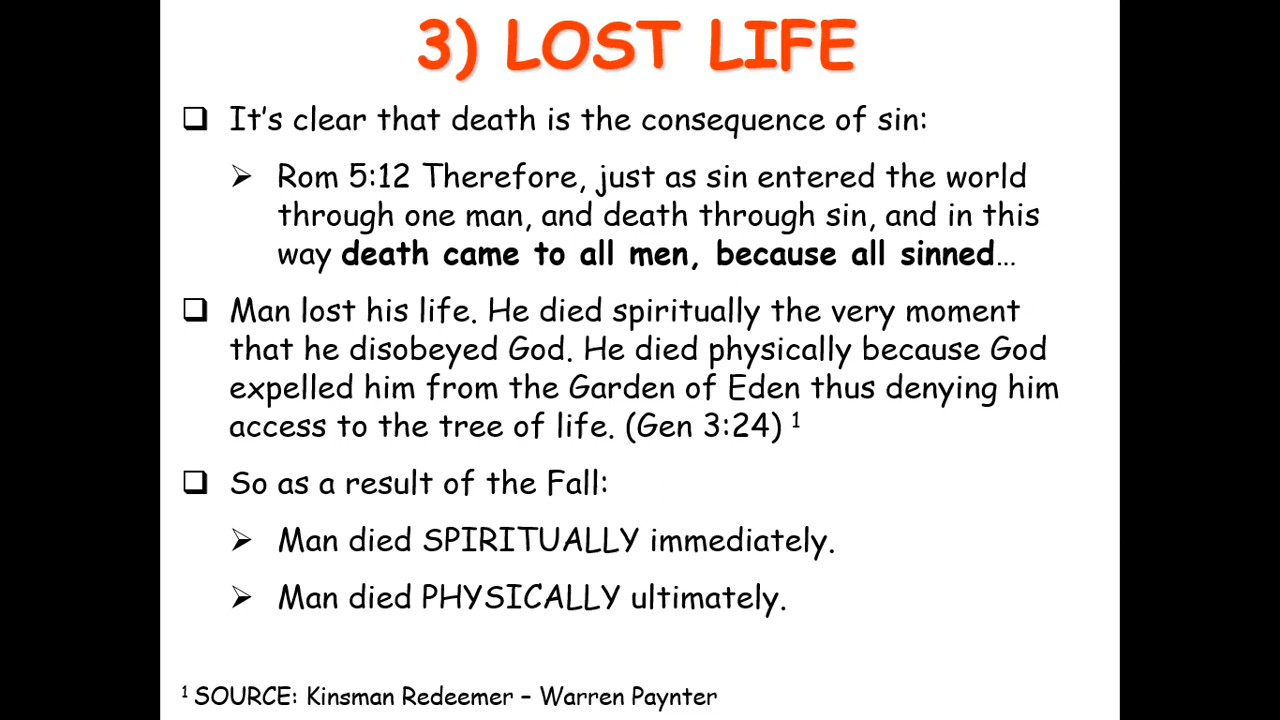 3) LOST LIFE
❑ It's clear that death is the consequence of sin:
➢ Rom 5:12 Therefore, just as sin entered the world
through one man, and death through sin, and in this
way death came to all men, because all sinned…
❑ Man lost his life. He died spiritually the very moment
that he disobeyed God. He died physically because God
expelled him from the Garden of Eden thus denying him
access to the tree of life. (Gen 3:24) ¹
❑ So as a result of the Fall:
➢ Man died SPIRITUALLY immediately.
➢ Man died PHYSICALLY ultimately.
¹ SOURCE: Kinsman Redeemer – Warren Paynter